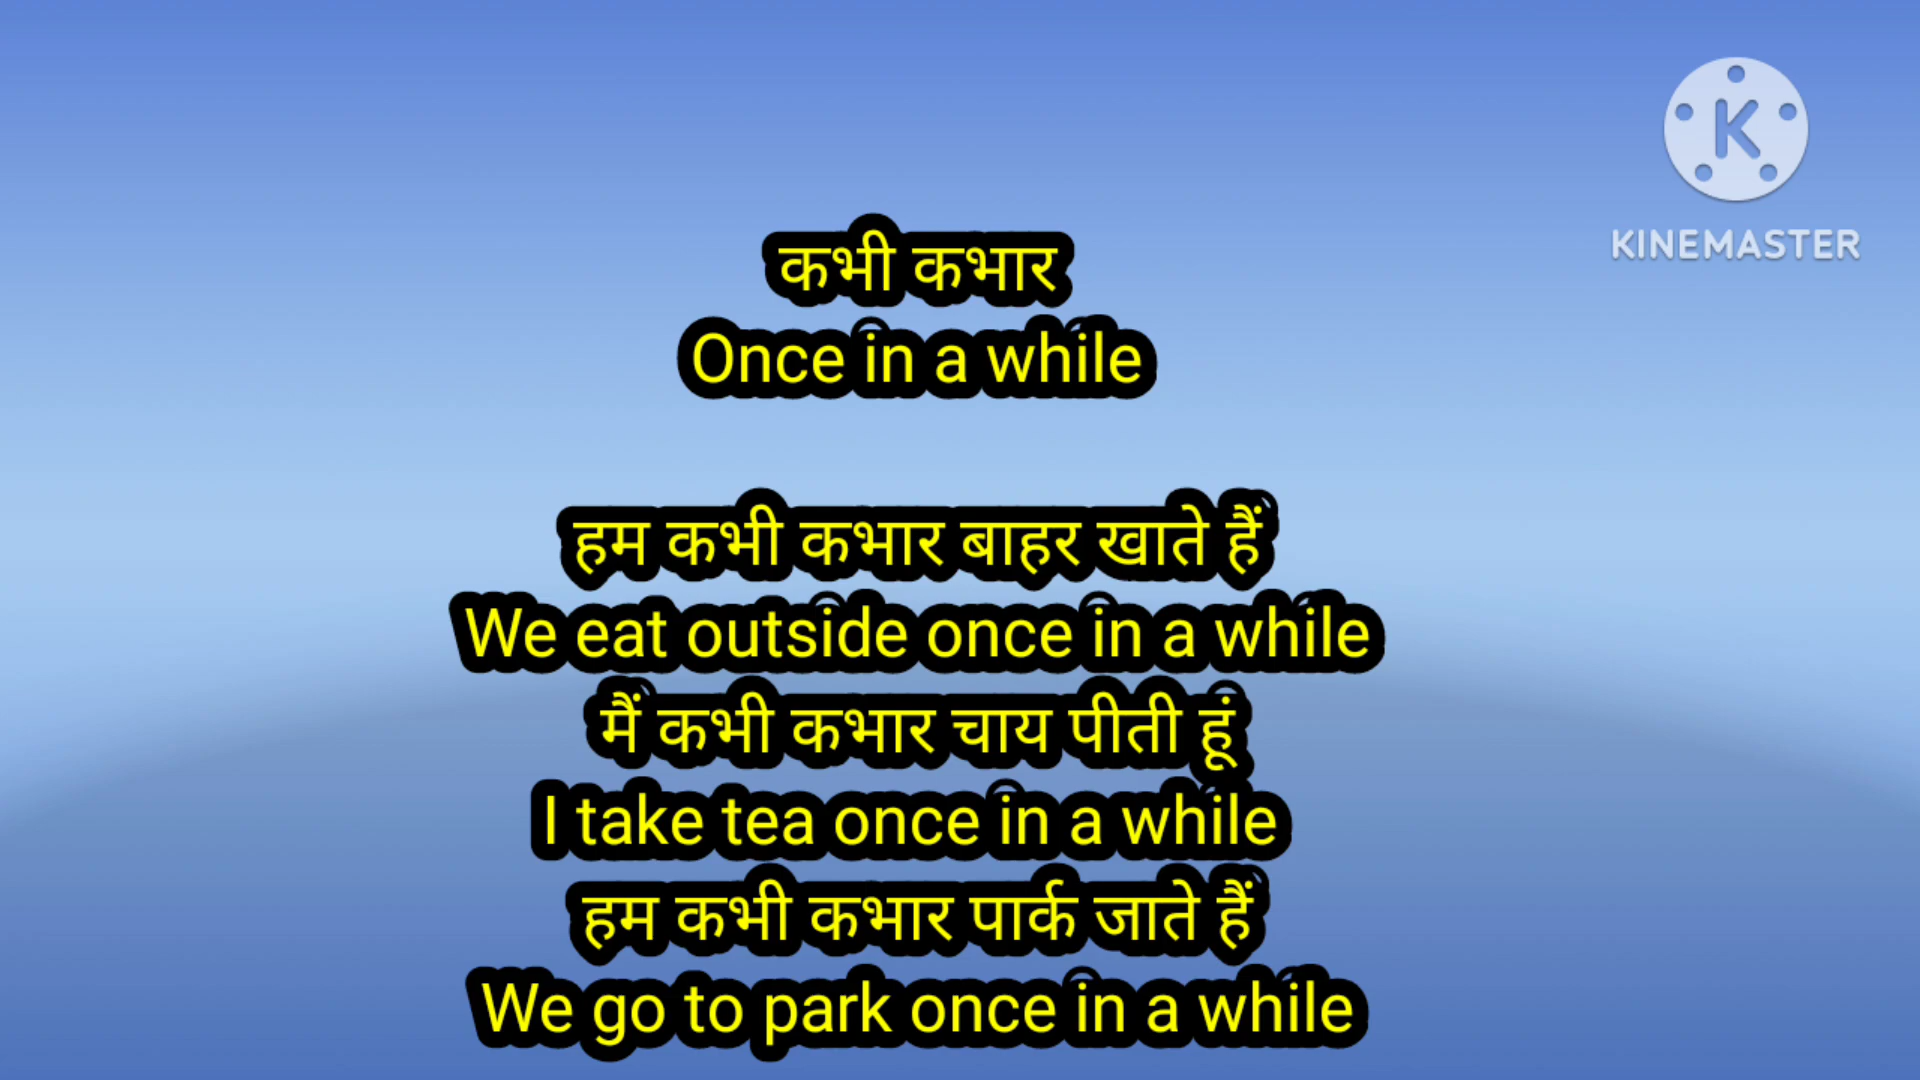 K
KINEMASTER
कभी कभार
Once in a while
हम कभी कभार बाहर खाते हैं
We eat outside once in a while
मैं कभी कभार चाय पीती हूं
I take tea once in a while
हम कभी कभार पार्क जाते हैं
We go to park once in a while